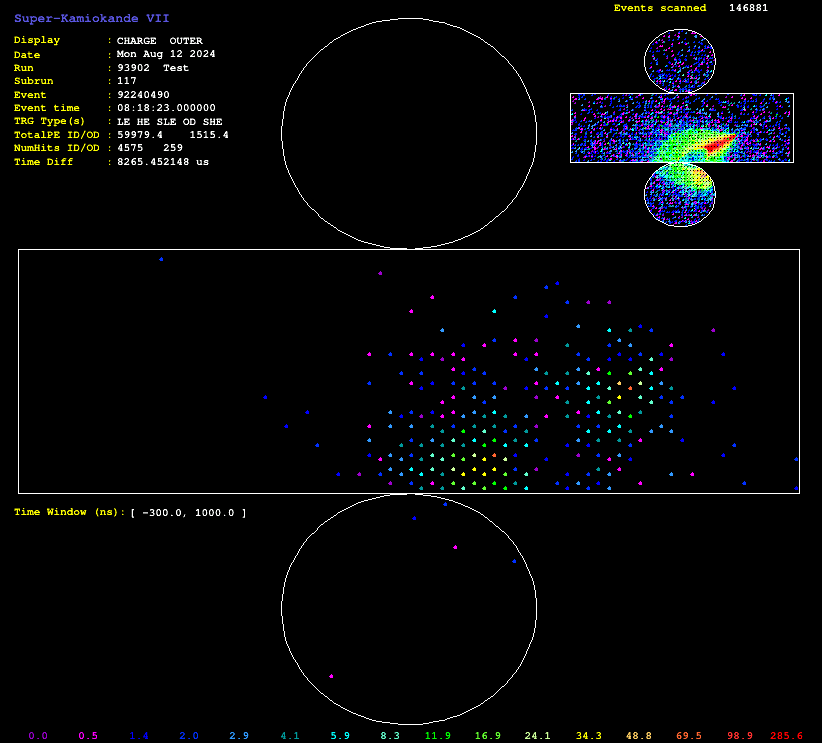 Super-Kamiokande VII
Events scanned 146881
Display : CHARGE OUTER
Date : Mon Aug 12 2024
Run : 93902 Test
Subrun : 117
Event : 92240490
Event time : 08:18:23.000000
TRG Type(s) : LE HE SLE OD SHE
TotalPE ID/OD : 59979.4 1515.4
NumHits ID/OD : 4575 259
Time Diff : 8265.452148 us
Time Window (ns): [ -300.0, 1000.0 ]
0.0 0.5 1.4 2.0 2.9 4.1 5.9 8.3 11.9 16.9 24.1 34.3 48.8 69.5 98.9 285.6